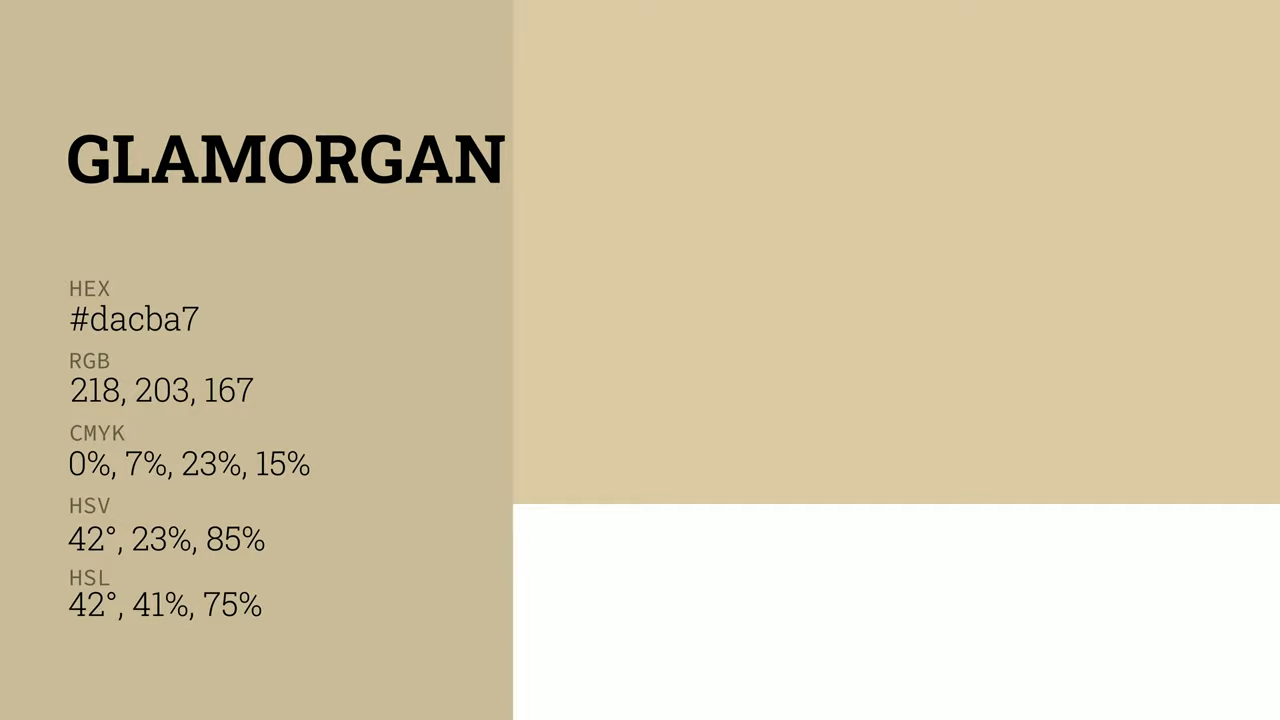 GLAMORGAN
HEX
#dacba7
RGB
218, 203, 167
CMYK
0%, 7%, 23%, 15%
HSV
42°, 23%, 85%
HSL
42°, 41%, 75%